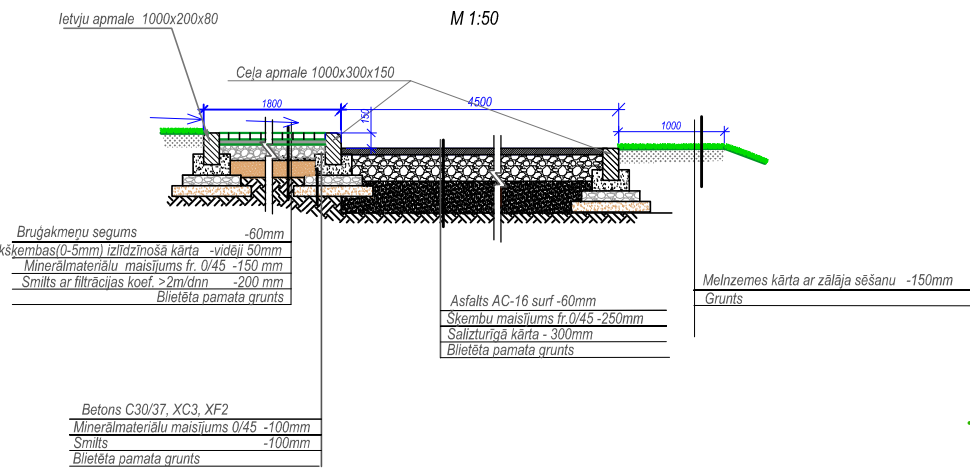 Ietvju apmale 1000x200x80
M 1:50
Ceļa apmale 1000x300x150
1800
150
4500
1000
Bruģakmeņu segums -60mm
(0-5mm) izlīdzinošā kārta -vidēji 50mm
Minerālmateriālu maisījums fr. 0/45 -150 mm
Smilts ar filtrācijas koef. >2m/dnn -200 mm
Blietēta pamata grunts
Asfalts AC-16 surf -60mm
Šķembu maisījums fr.0/45 -250mm
Salizturīgā kārta - 300mm
Blietēta pamata grunts
Melnzemes kārta ar zālāja sēšanu -150mm
Grunts
Betons C30/37, XC3, XF2
Minerālmateriālu maisījums 0/45 -100mm
Smilts -100mm
Blietēta pamata grunts